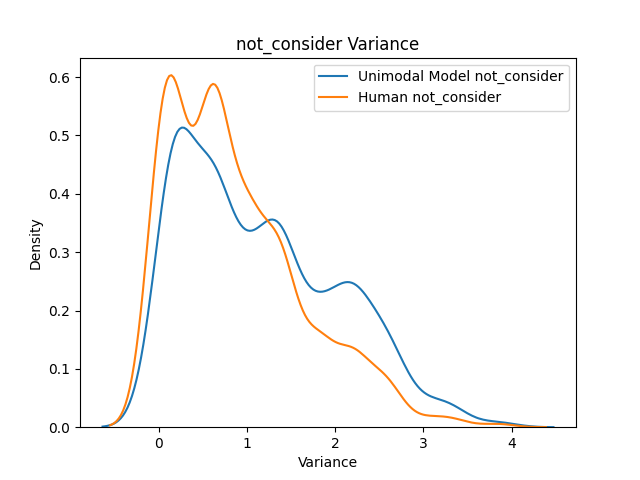 not_consider Variance
Unimodal Model not_consider
Human not_consider
0.6
0.5
0.4
0.3
0.2
0.1
0.0
Density
0 1 2 3 4
Variance